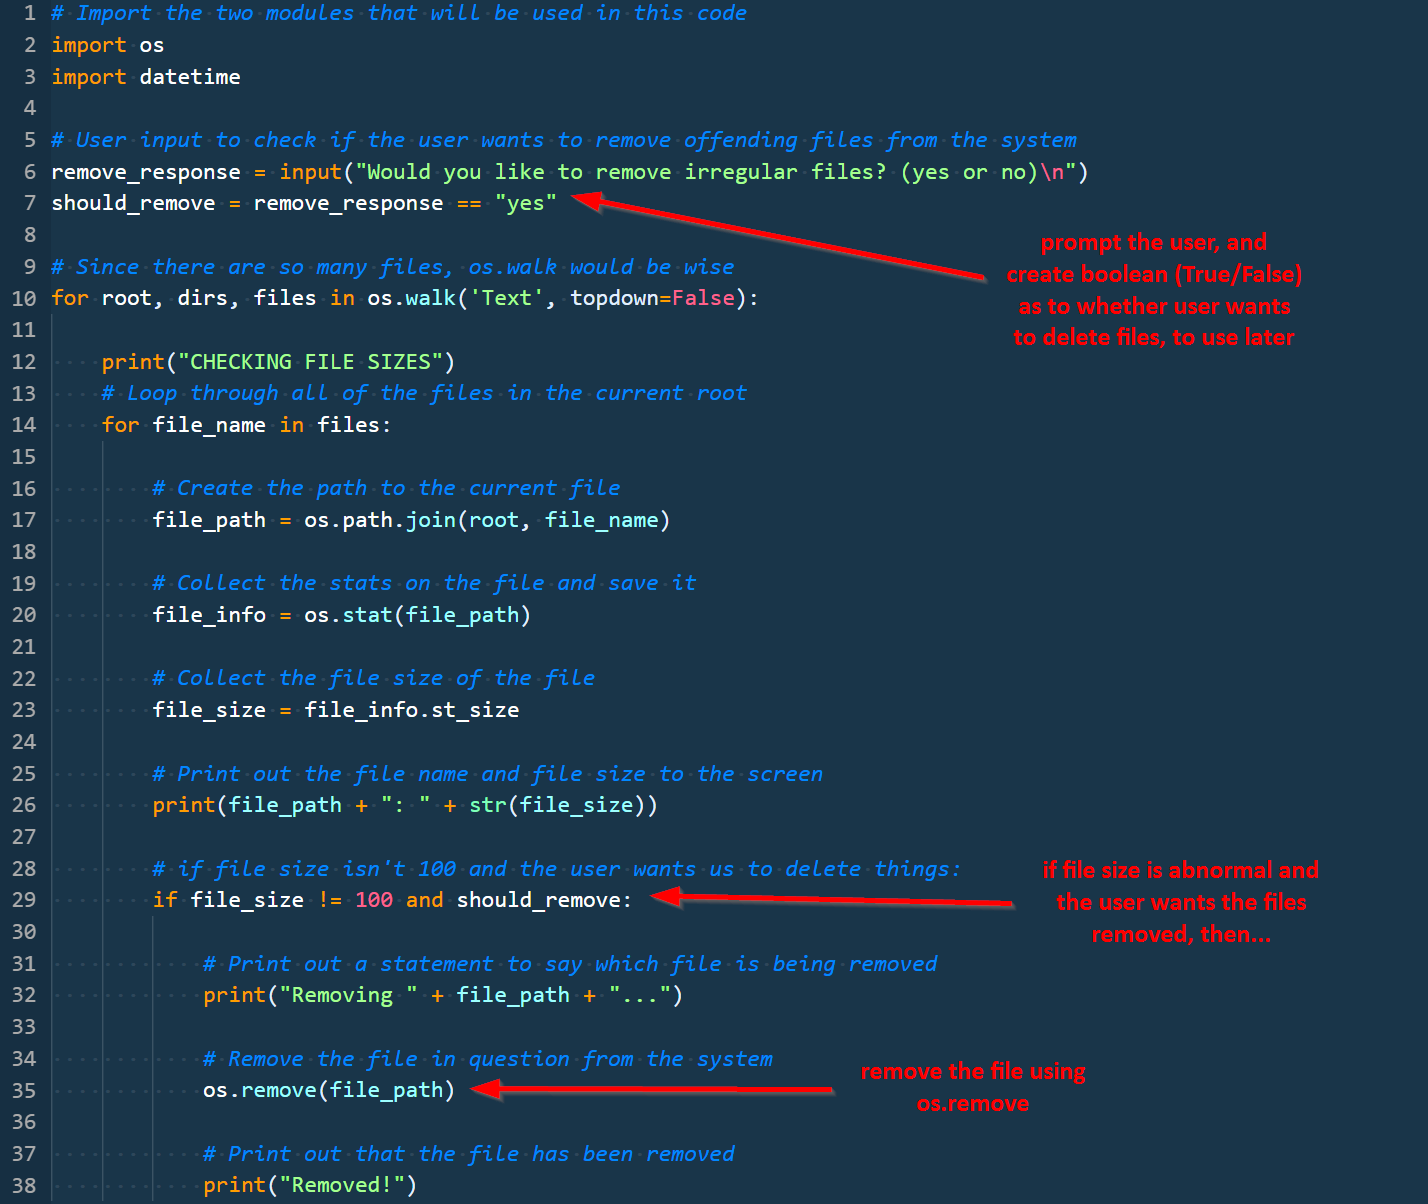 1 # Import the two modules that will be used in this code
2 import os
3 import datetime
4
5 # User input to check if the user wants to remove offending files from the system
6 remove_response = input("Would you like to remove irregular files? (yes or no)\n")
7 should_remove = remove_response == "yes"
prompt the user, and
create boolean (True/False)
as to whether user wants
to delete files, to use later
8
9 # Since there are so many files, os.walk would be wise
10 for root, dirs, files in os.walk('Text', topdown=False):
11
12     print("CHECKING FILE SIZES")
13     # Loop through all of the files in the current root
14     for file_name in files:
15
16         # Create the path to the current file
17         file_path = os.path.join(root, file_name)
18
19         # Collect the stats on the file and save it
20         file_info = os.stat(file_path)
21
22         # Collect the file size of the file
23         file_size = file_info.st_size
24
25         # Print out the file name and file size to the screen
26         print(file_path + ": " + str(file_size))
27
28         # if file size isn't 100 and the user wants us to delete things:
29         if file_size != 100 and should_remove:
if file size is abnormal and
the user wants the files
removed, then...
30
31             # Print out a statement to say which file is being removed
32             print("Removing " + file_path + "...")
33
34             # Remove the file in question from the system
35             os.remove(file_path)
remove the file using
os.remove
36
37             # Print out that the file has been removed
38             print("Removed!")